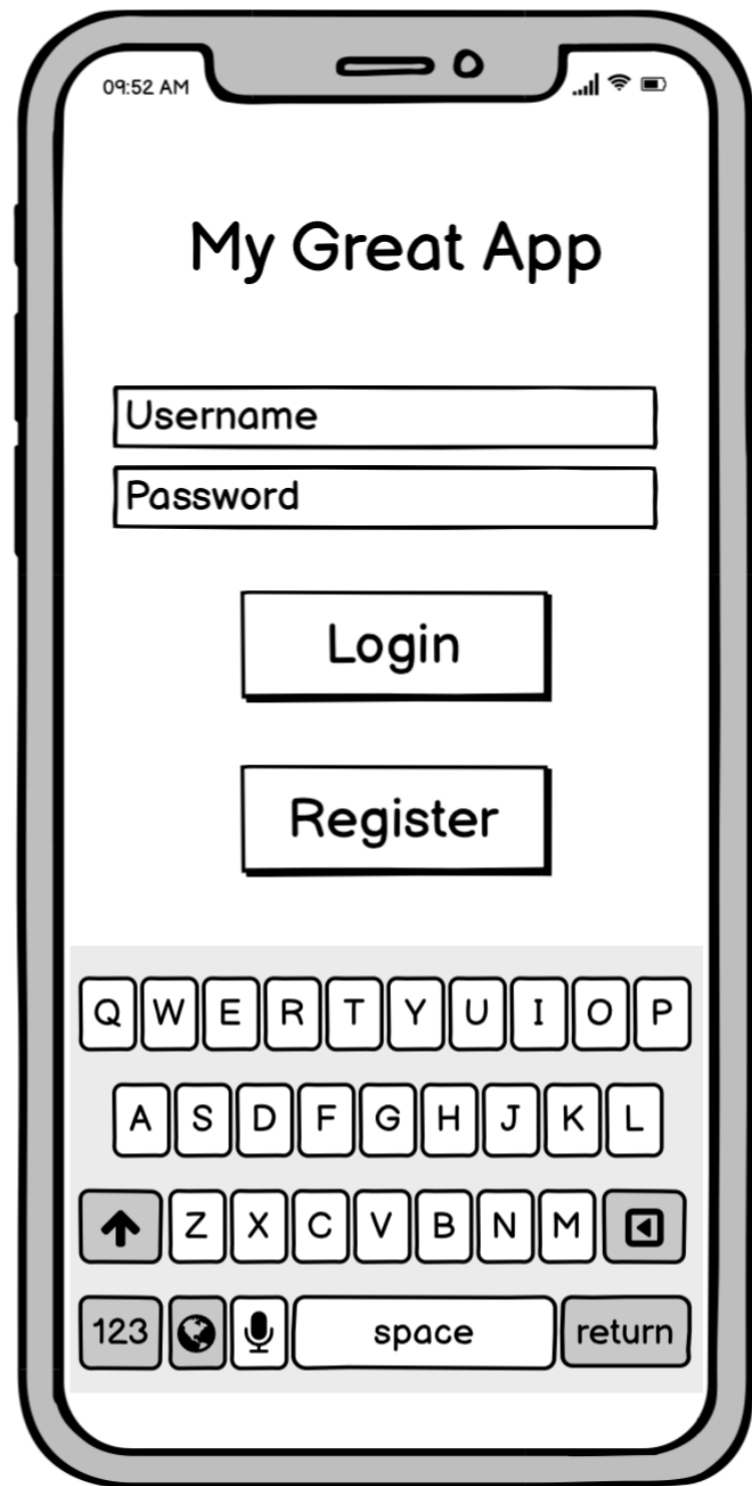 09:52 AM
My Great App
Username
Password
Login
Register
Q W E R T Y U I O P
A S D F G H J K L
Z X C V B N M
123 space return